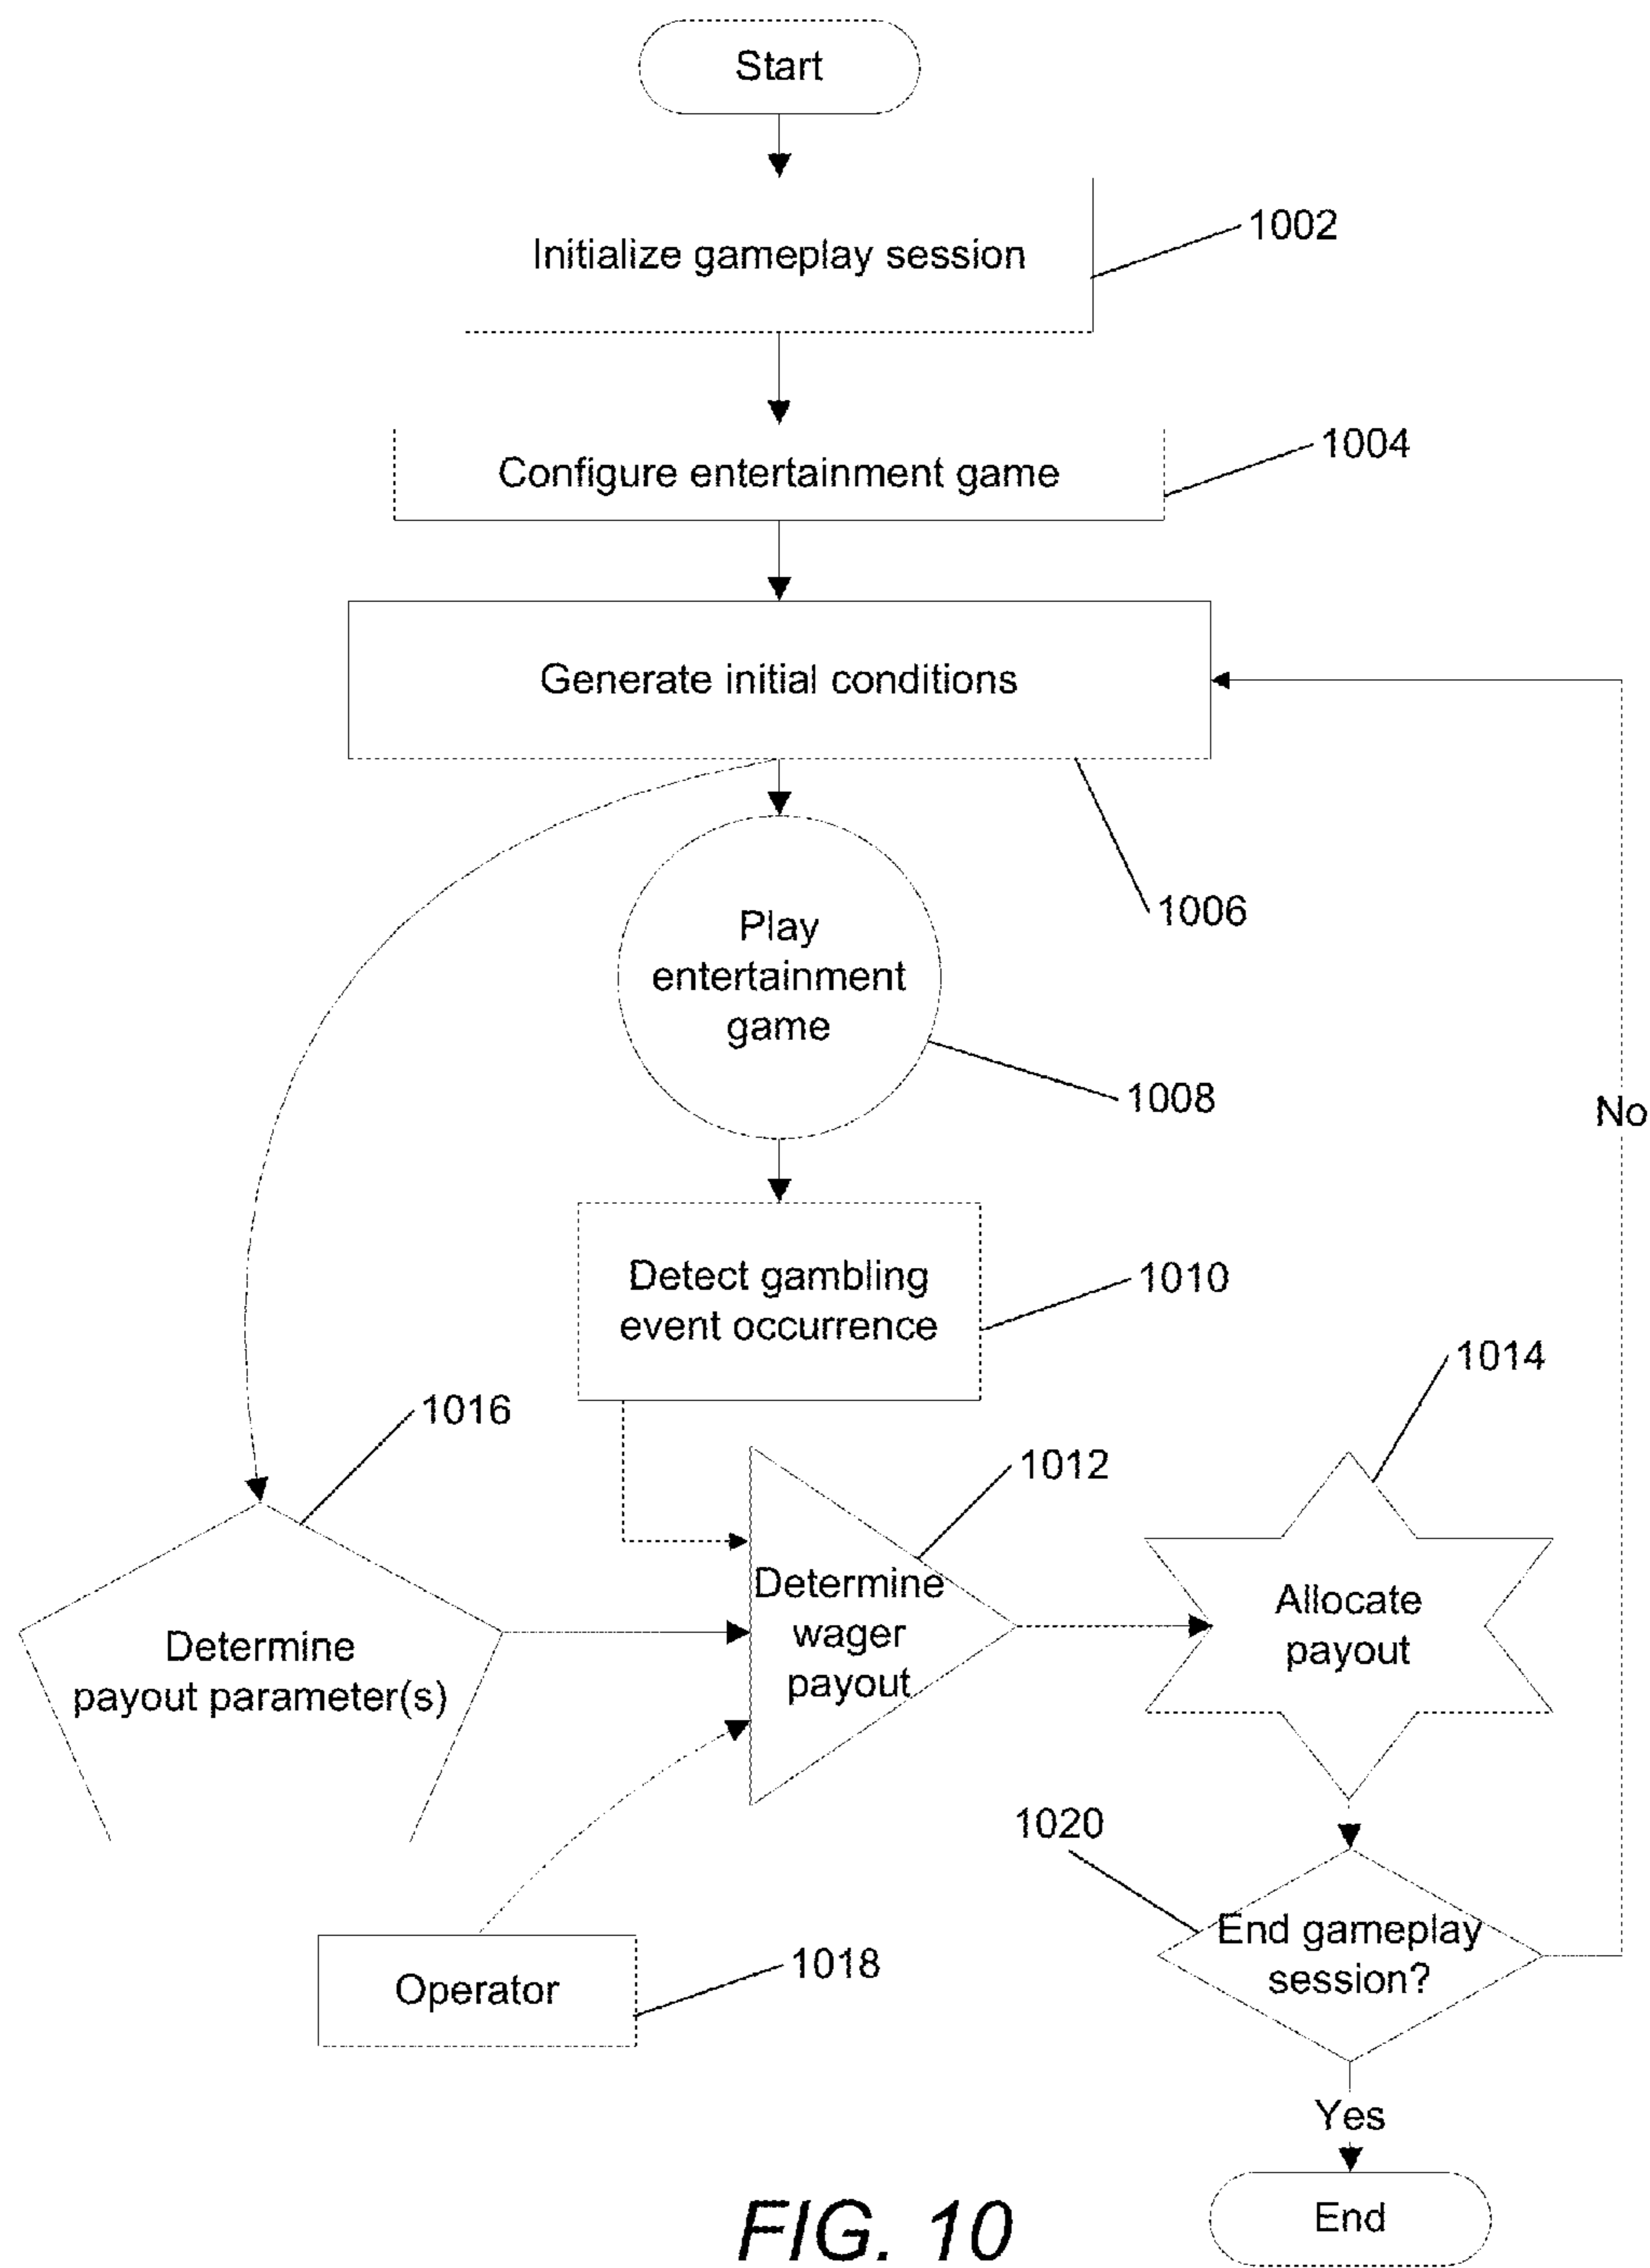 Start
Initialize gameplay session
1002
Configure entertainment game
1004
Generate initial conditions
1006
Play
entertainment
game
1008
No
Detect gambling
event occurrence
1010
1014
1016
1012
Determine
wager
payout
Allocate
payout
Determine
payout parameter(s)
1020
End gameplay
session?
Operator
1018
Yes
End
FIG. 10